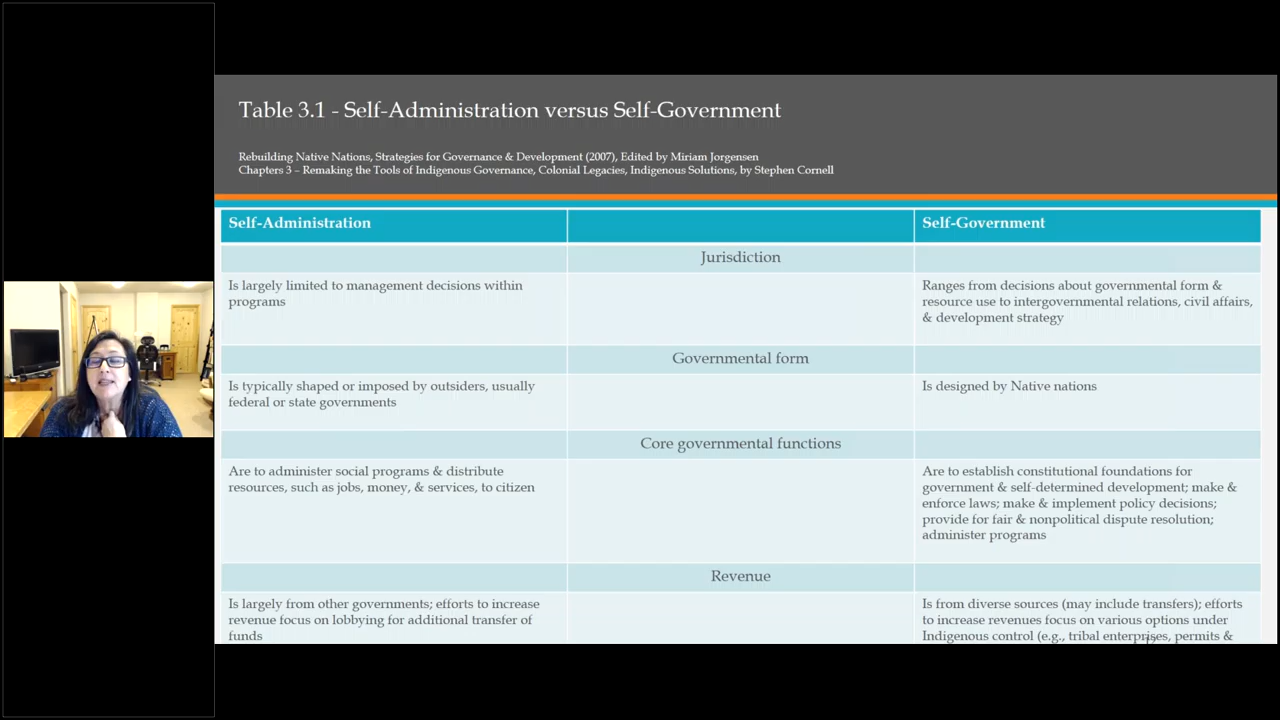 Table 3.1 - Self-Administration versus Self-Government
Rebuilding Native Nations, Strategies for Governance & Development (2007), Edited by Miriam Jorgensen
Chapters 3 – Remaking the Tools of Indigenous Governance, Colonial Legacies, Indigenous Solutions, by Stephen Cornell
Self-Administration
Self-Government
Jurisdiction
Is largely limited to management decisions within
programs
Ranges from decisions about governmental form &
resource use to intergovernmental relations, civil affairs,
& development strategy
Governmental form
Is typically shaped or imposed by outsiders, usually
federal or state governments
Is designed by Native nations
Core governmental functions
Are to administer social programs & distribute
resources, such as jobs, money, & services, to citizen
Are to establish constitutional foundations for
government & self-determined development; make &
enforce laws; make & implement policy decisions;
provide for fair & nonpolitical dispute resolution;
administer programs
Revenue
Is largely from other governments; efforts to increase
revenue focus on lobbying for additional transfer of
funds
Is from diverse sources (may include transfers); efforts
to increase revenues focus on various options under
Indigenous control (e.g., tribal enterprises, permits &